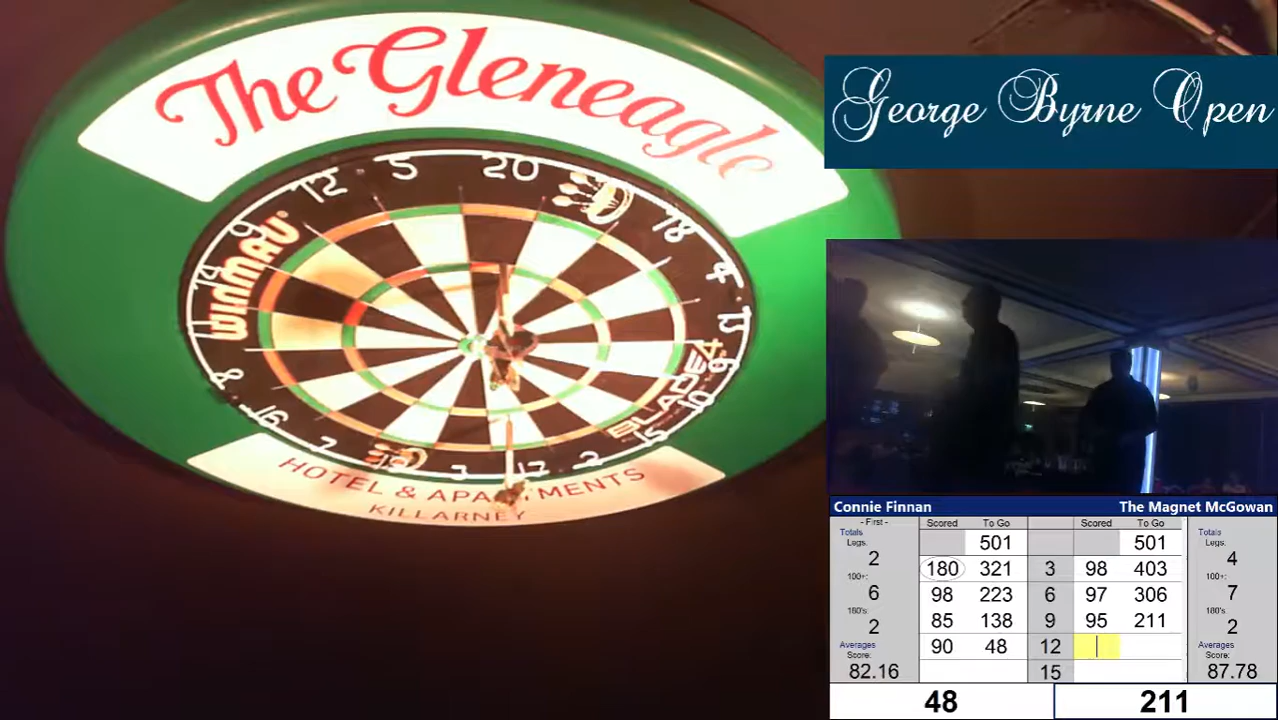 The Gleneagle
George Byrne Open
5 20
12 18
9 4
14
WINMAU
8
16 10
7 15
3 17 2
BLADE 4
HOTEL & APARTMENTS
KILLARNEY
Connie Finnan The Magnet McGowan
- First - Scored To Go Scored To Go
Totals 501 501 Totals
Legs: Legs:
2 180 321 3 98 403 4
100+: 100+:
6 98 223 6 97 306 7
180's: 180's:
2 85 138 9 95 211 2
Averages 90 48 12 Averages
Score: Score:
82.16 15 87.78
48 211